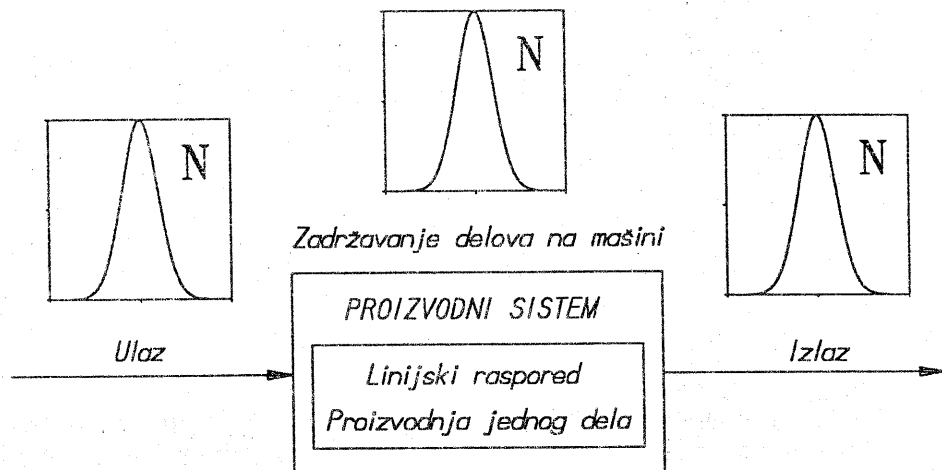 N
N
N
Zadržavanje delova na mašini
PROIZVODNI SISTEM
Ulaz
Izlaz
Linijski raspored
Proizvodnja jednog dela